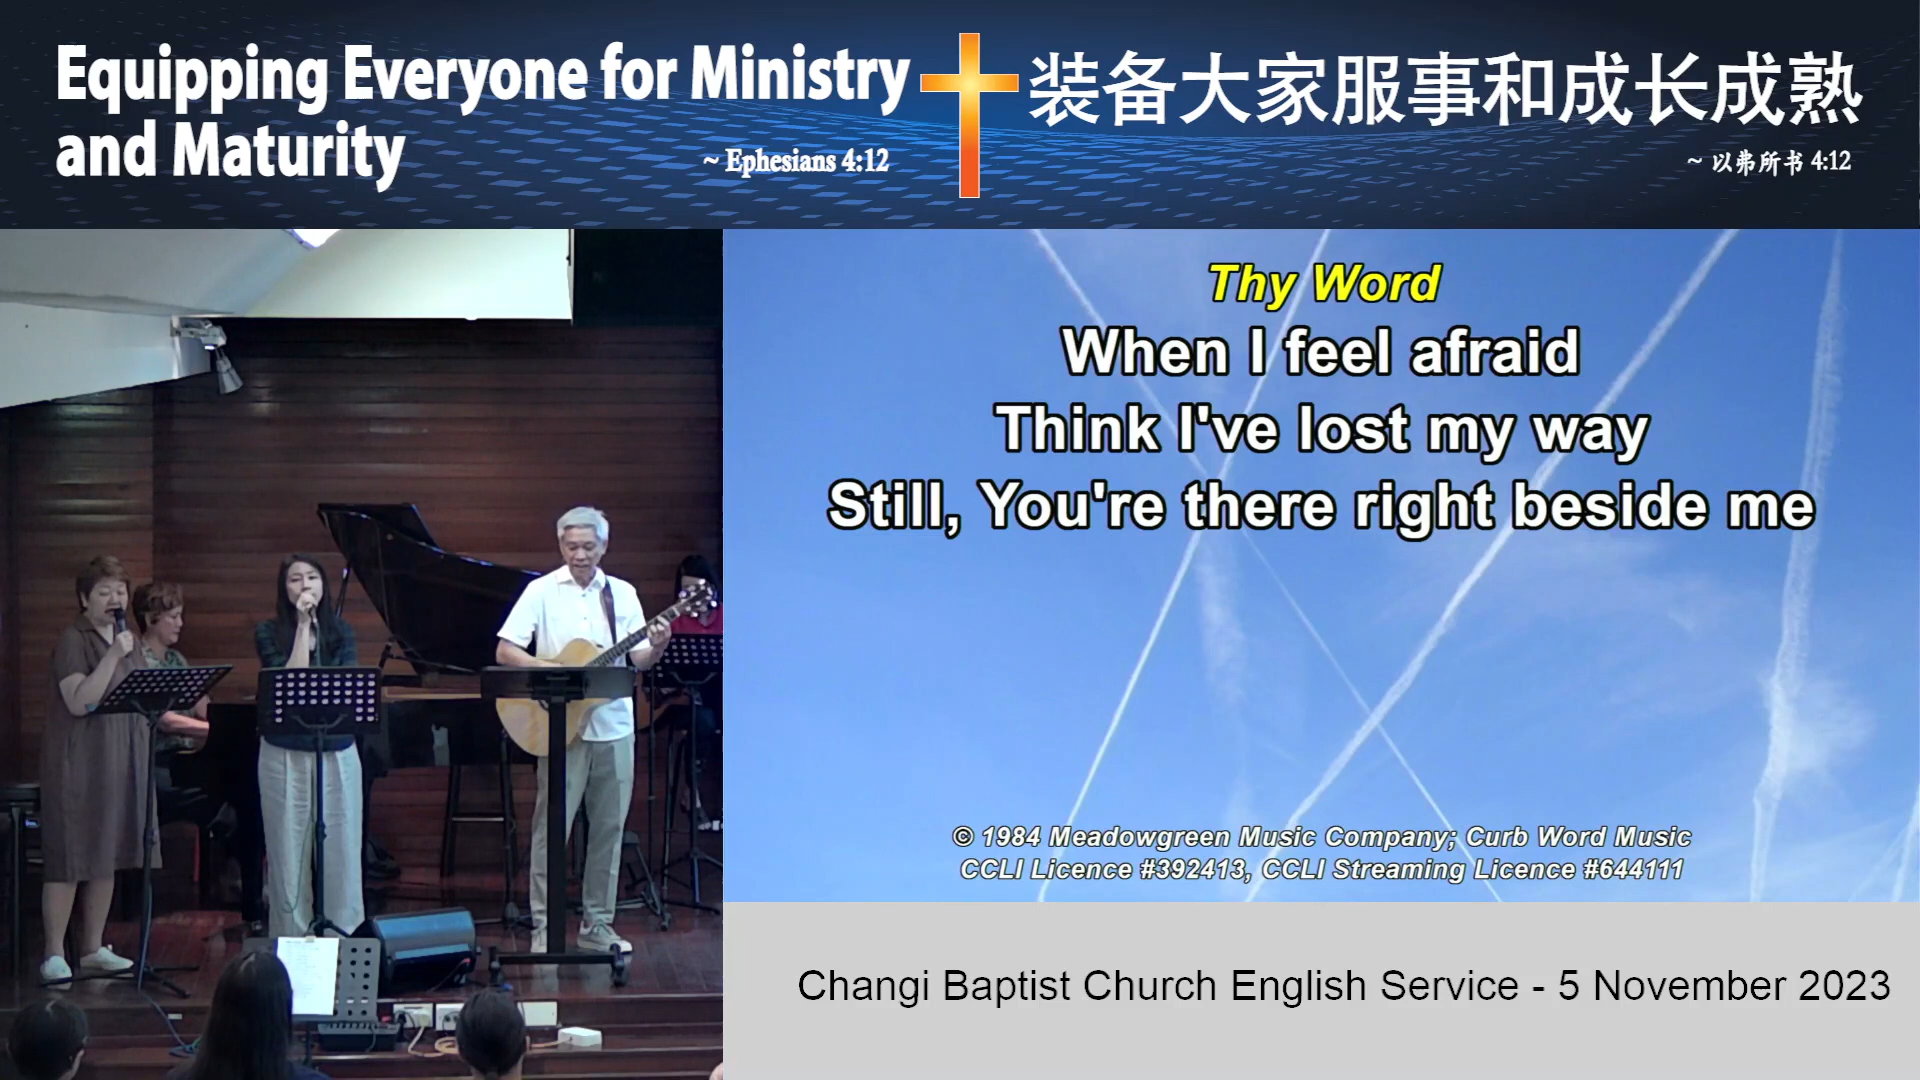 Equipping Everyone for Ministry
and Maturity
~ Ephesians 4:12
装备大家服事和成长成熟
~ 以弗所书 4:12
Thy Word
When I feel afraid
Think I've lost my way
Still, You're there right beside me
© 1984 Meadowgreen Music Company; Curb Word Music
CCLI Licence #392413, CCLI Streaming Licence #644111
Changi Baptist Church English Service - 5 November 2023